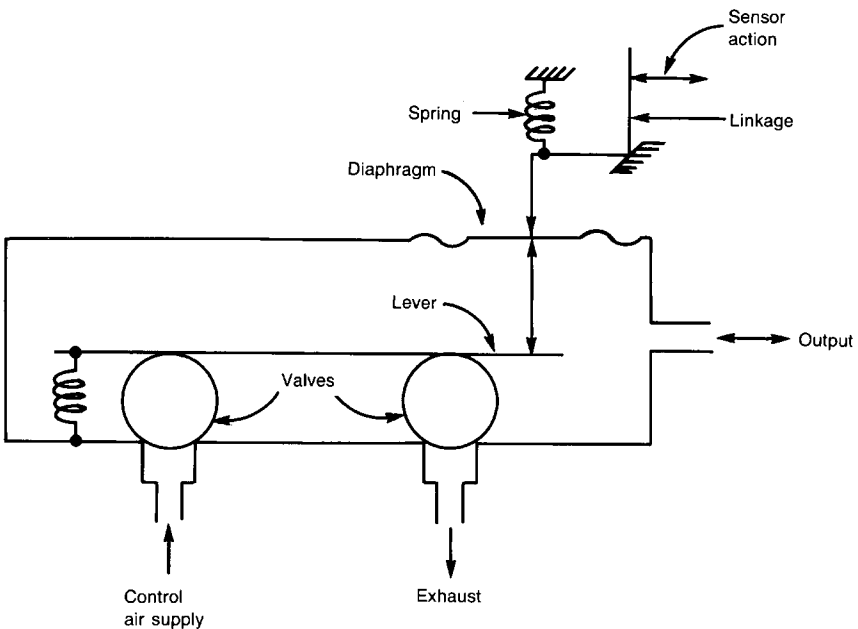 Sensor
action
Spring
Linkage
Diaphragm
Lever
Output
Valves
Control
air supply
Exhaust